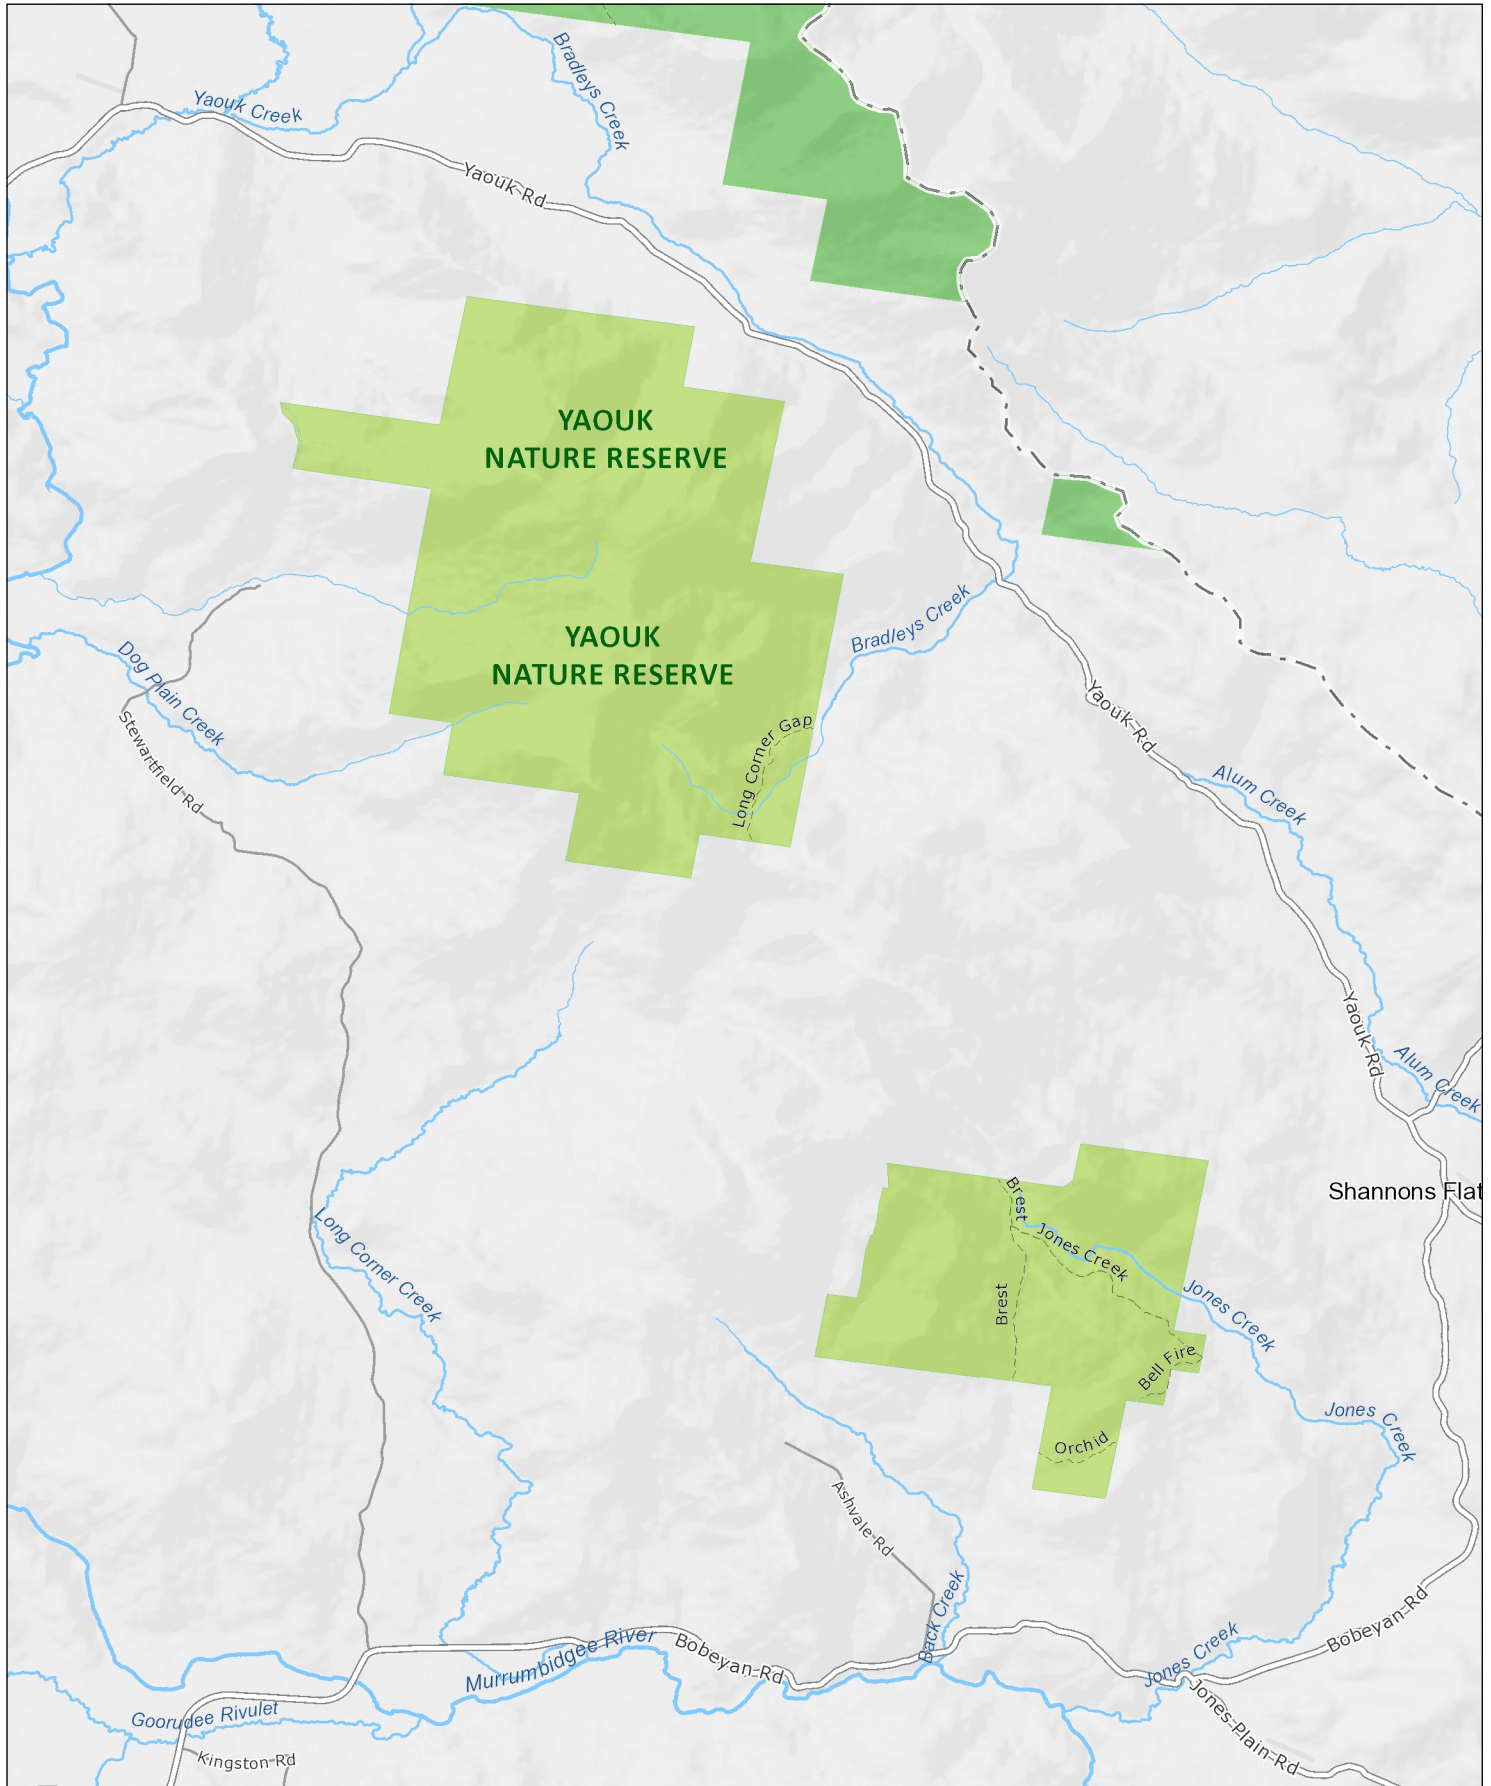 Bradleys Creek
Yaouk Creek
Yaouk Rd
YAOUK
NATURE RESERVE
Bradleys Creek
YAOUK
NATURE RESERVE
Dog Plain Creek
Stewartfield Rd
Long Corner Gap
Yaouk Rd
Alum Creek
Yaouk Rd
Alum Creek
Shannons Flat
Brest
Jones Creek
Long Corner Creek
Brest
Jones Creek
Bell Fire
Jones Creek
Orchid
Ashvale Rd
Back Creek
Bobeyan Rd
Murrumbidgee River
Bobeyan Rd
Jones Creek
Goorudee Rivulet
Jones Plain Rd
Kingston Rd